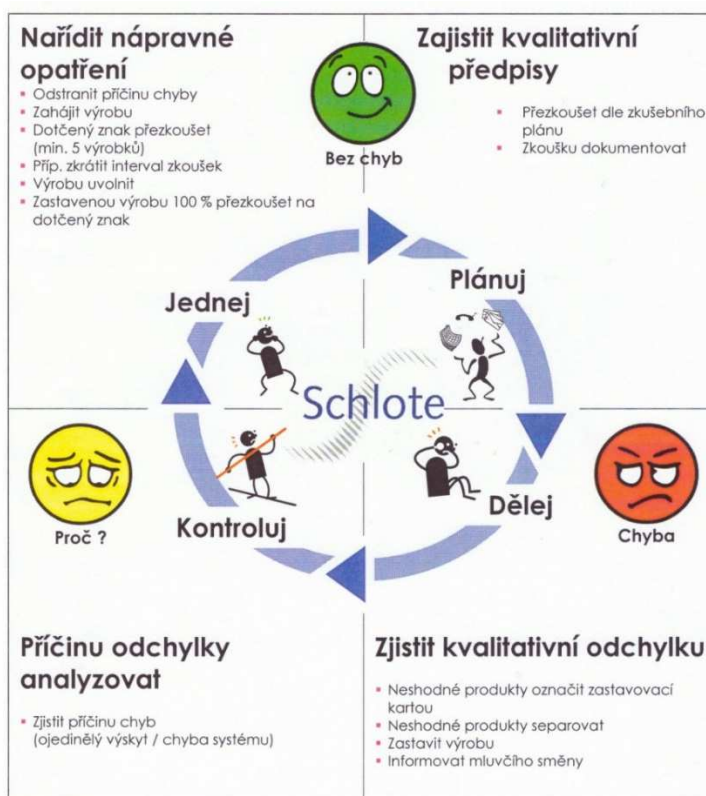 Nařídit nápravné
opatření
▪ Odstranit příčinu chyby
▪ Zahájit výrobu
▪ Dotčený znak přezkoušet
(min. 5 výrobků)
▪ Příp. zkrátit interval zkoušek
▪ Výrobu uvolnit
▪ Zastavenou výrobu 100 % přezkoušet na
dotčený znak
Bez chyb
Zajistit kvalitativní
předpisy
▪ Přezkoušet dle zkušebního
plánu
▪ Zkoušku dokumentovat
Jednej
Plánuj
Schlote
Kontroluj
Dělej
Proč ?
Chyba
Příčinu odchylky
analyzovat
▪ Zjistit příčinu chyb
(ojedinělý výskyt / chyba systému)
Zjistit kvalitativní odchylku
▪ Neshodné produkty označit zastavovací
kartou
▪ Neshodné produkty separovat
▪ Zastavit výrobu
▪ Informovat mluvčího směny